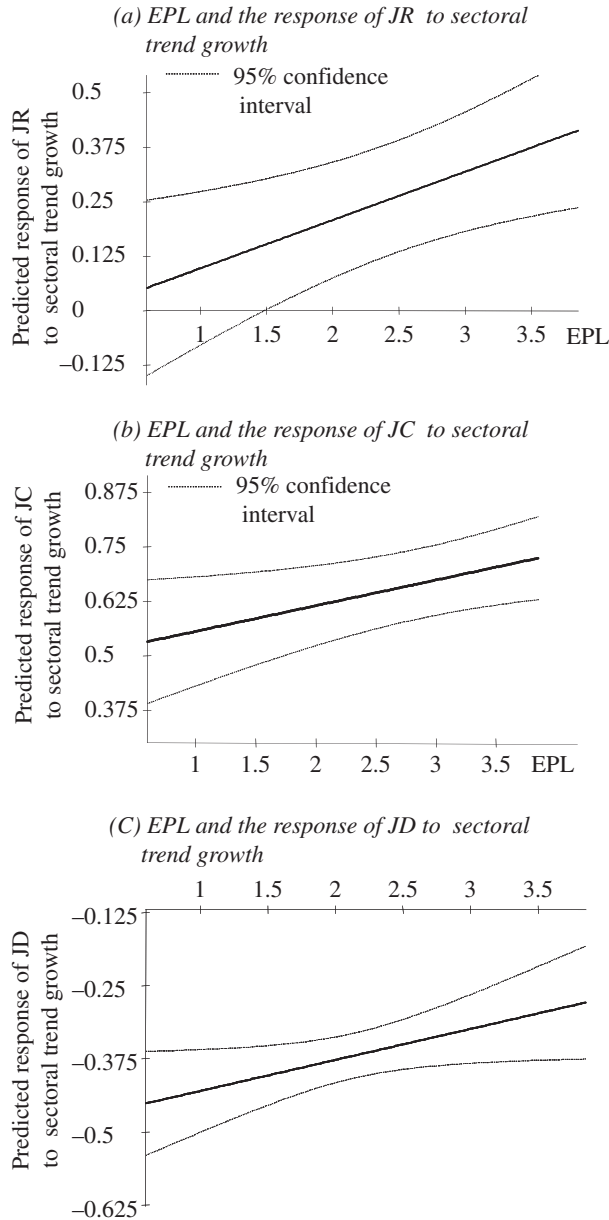 (a) EPL and the response of JR to sectoral
trend growth
95% confidence
interval
Predicted response of JR
to sectoral trend growth
0.5
0.375
0.25
0.125
0
–0.125
1 1.5 2 2.5 3 3.5 EPL
(b) EPL and the response of JC to sectoral
trend growth
95% confidence
interval
Predicted response of JC
to sectoral trend growth
0.875
0.75
0.625
0.5
0.375
1 1.5 2 2.5 3 3.5 EPL
(C) EPL and the response of JD to sectoral
trend growth
1 1.5 2 2.5 3 3.5
Predicted response of JD
to sectoral trend growth
–0.125
–0.25
–0.375
–0.5
–0.625